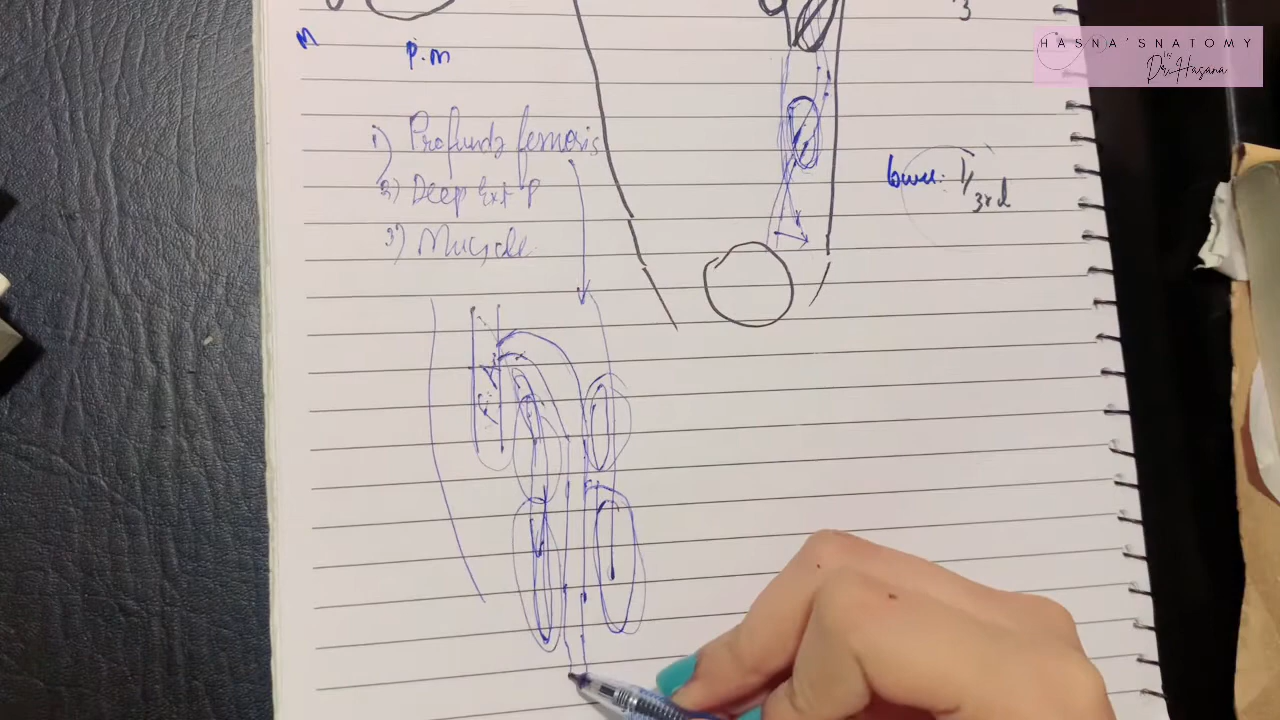 3
HASNA'SNATOMY
by
Dr.Hasana
M
P.M
1) Profunda femoris
2) Deep Ext P
3) Muscle
lower. 1/3rd